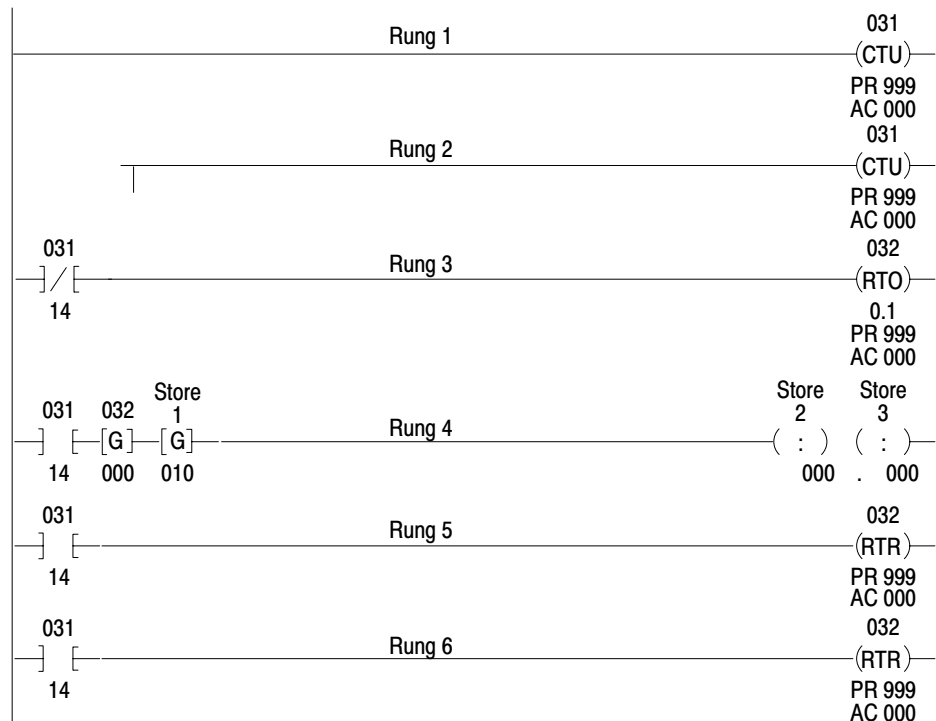 031
Rung 1
(CTU)
PR 999
AC 000
031
Rung 2
(CTU)
PR 999
AC 000
031
032
Rung 3
(RTO)
14
0.1
PR 999
AC 000
Store Store Store
031 032 1 2 3
[G] [G] Rung 4 ( : ) ( : )
14 000 010 000 . 000
031
032
Rung 5
(RTR)
14
PR 999
AC 000
031
032
Rung 6
(RTR)
14
PR 999
AC 000